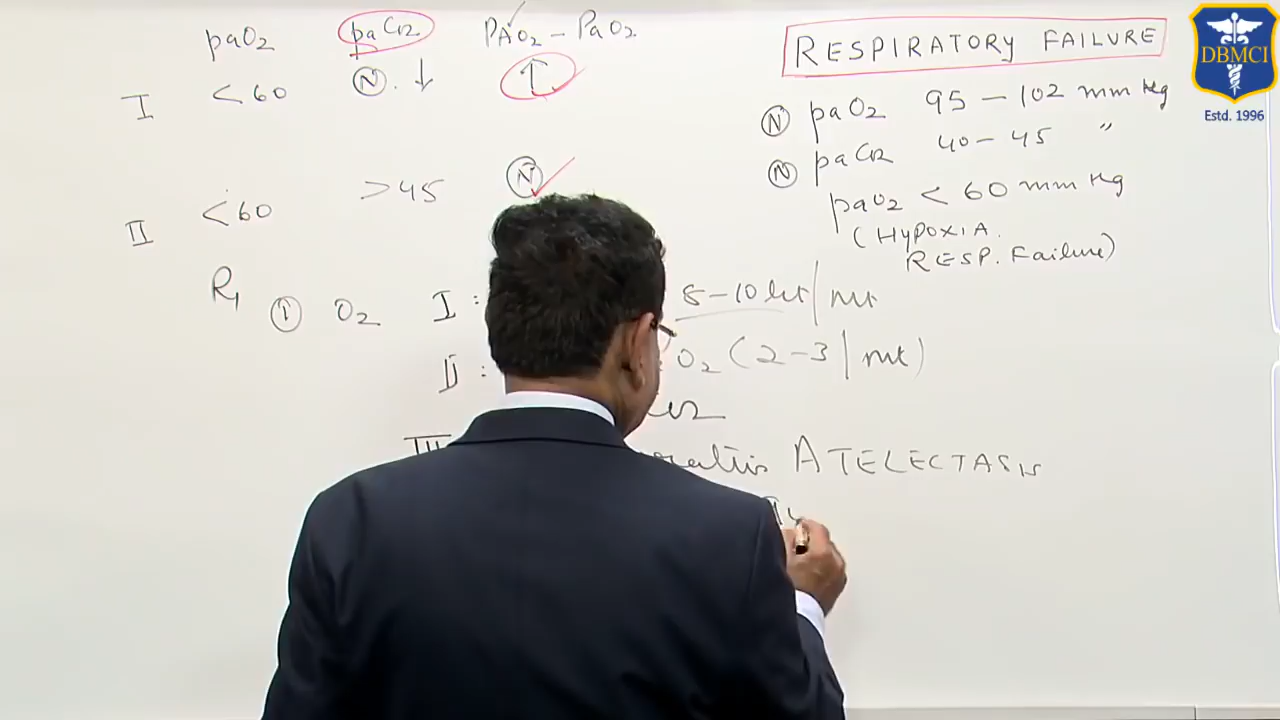 paO2 paCO2 PAO2 – PaO2
I <60 N . ↓ ↑
II <60 >45 N
R1 ① O2 I : 8–10 lit/mt
II : O2 (2–3/mt)
III ATELECTASIS
RESPIRATORY FAILURE
N paO2 95 – 102 mm Hg
N paCO2 40 – 45 "
paO2 < 60 mm Hg
(HYPOXIA.
RESP. Failure)
DBMCI
Estd. 1996